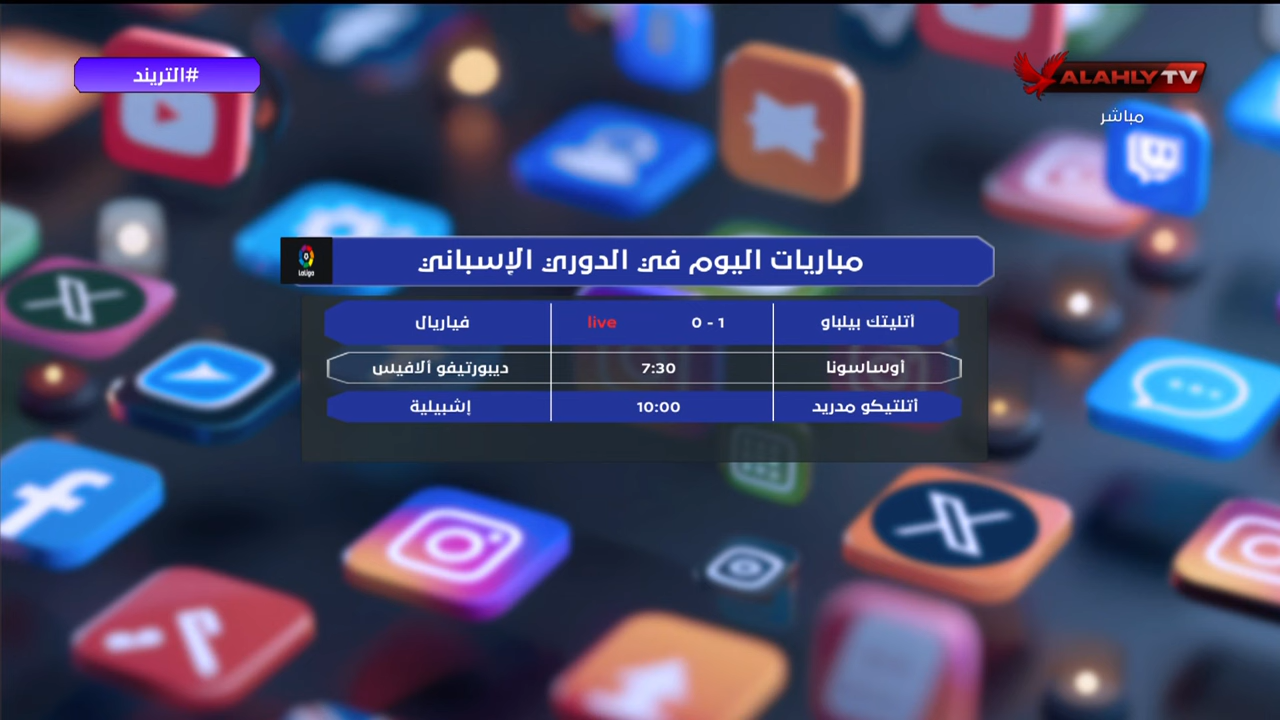 #التريند
ALAHLY TV
مباشر
مباريات اليوم في الدوري الإسباني
LaLiga
أتليتك بيلباو 0 - 1 live فياريال
أوساسونا 7:30 ديبورتيفو ألافيس
أتلتيكو مدريد 10:00 إشبيلية